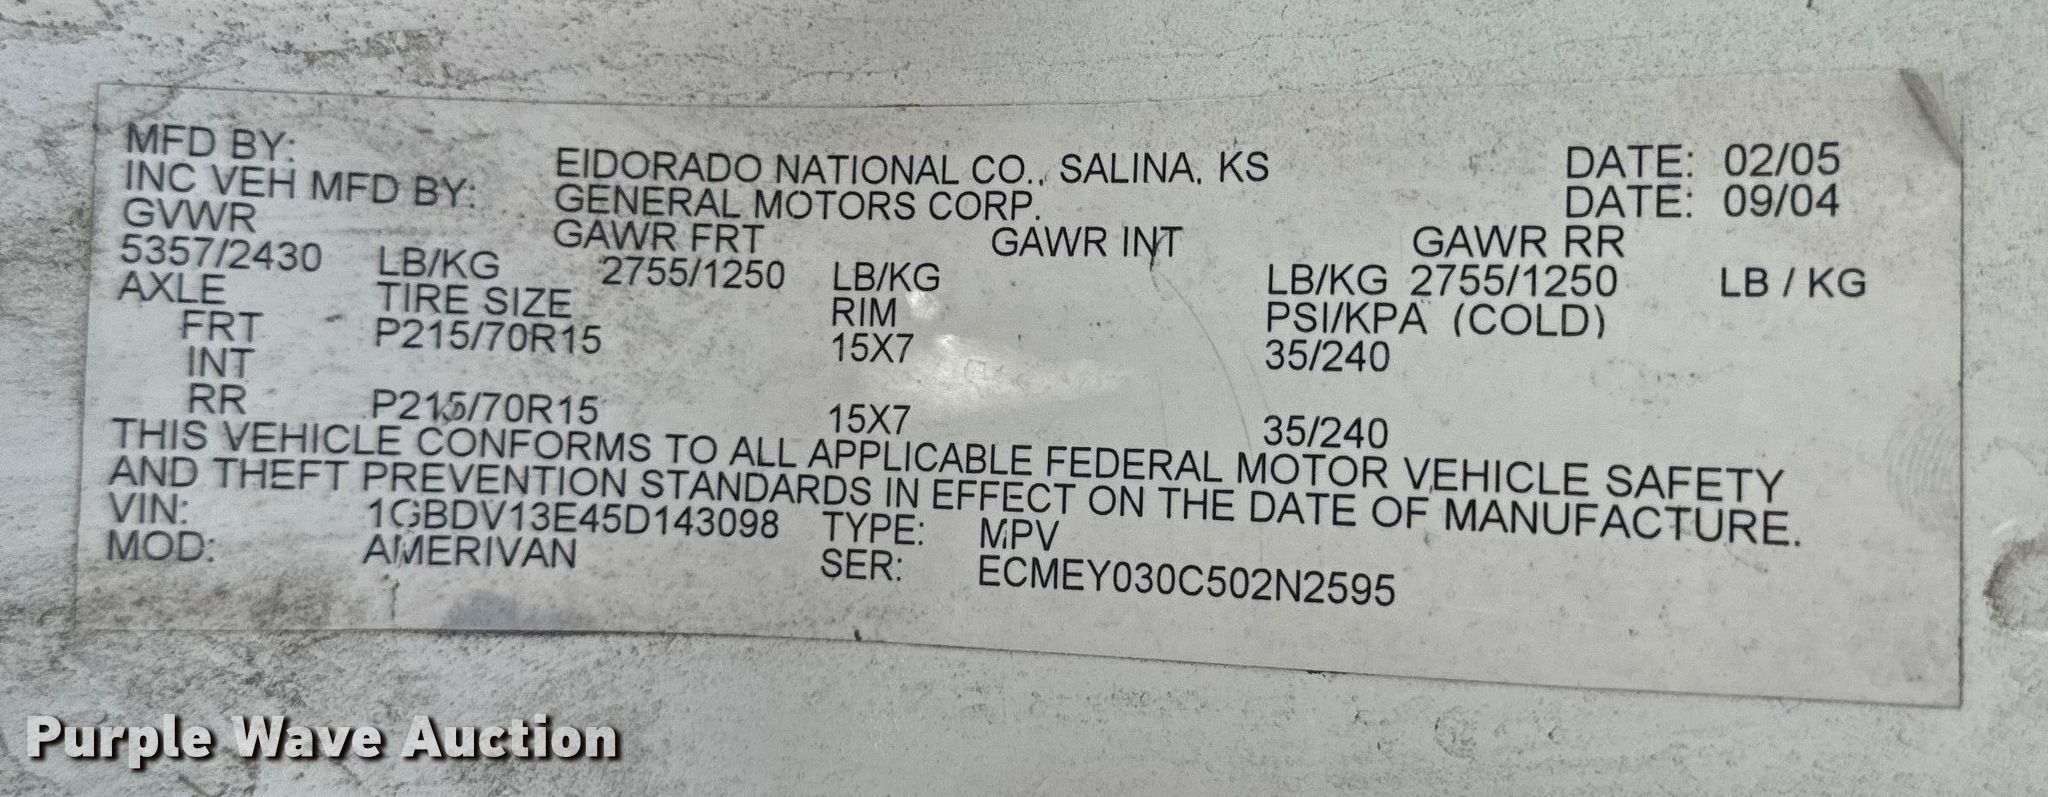 MFD BY: EIDORADO NATIONAL CO., SALINA, KS DATE: 02/05
INC VEH MFD BY: GENERAL MOTORS CORP. DATE: 09/04
GVWR GAWR FRT GAWR INT GAWR RR
5357/2430 LB/KG 2755/1250 LB/KG LB/KG 2755/1250 LB / KG
AXLE TIRE SIZE RIM PSI/KPA (COLD)
FRT P215/70R15 15X7 35/240
INT
RR P215/70R15 15X7 35/240
THIS VEHICLE CONFORMS TO ALL APPLICABLE FEDERAL MOTOR VEHICLE SAFETY
AND THEFT PREVENTION STANDARDS IN EFFECT ON THE DATE OF MANUFACTURE.
VIN: 1GBDV13E45D143098 TYPE: MPV
MOD: AMERIVAN SER: ECMEY030C502N2595
Purple Wave Auction